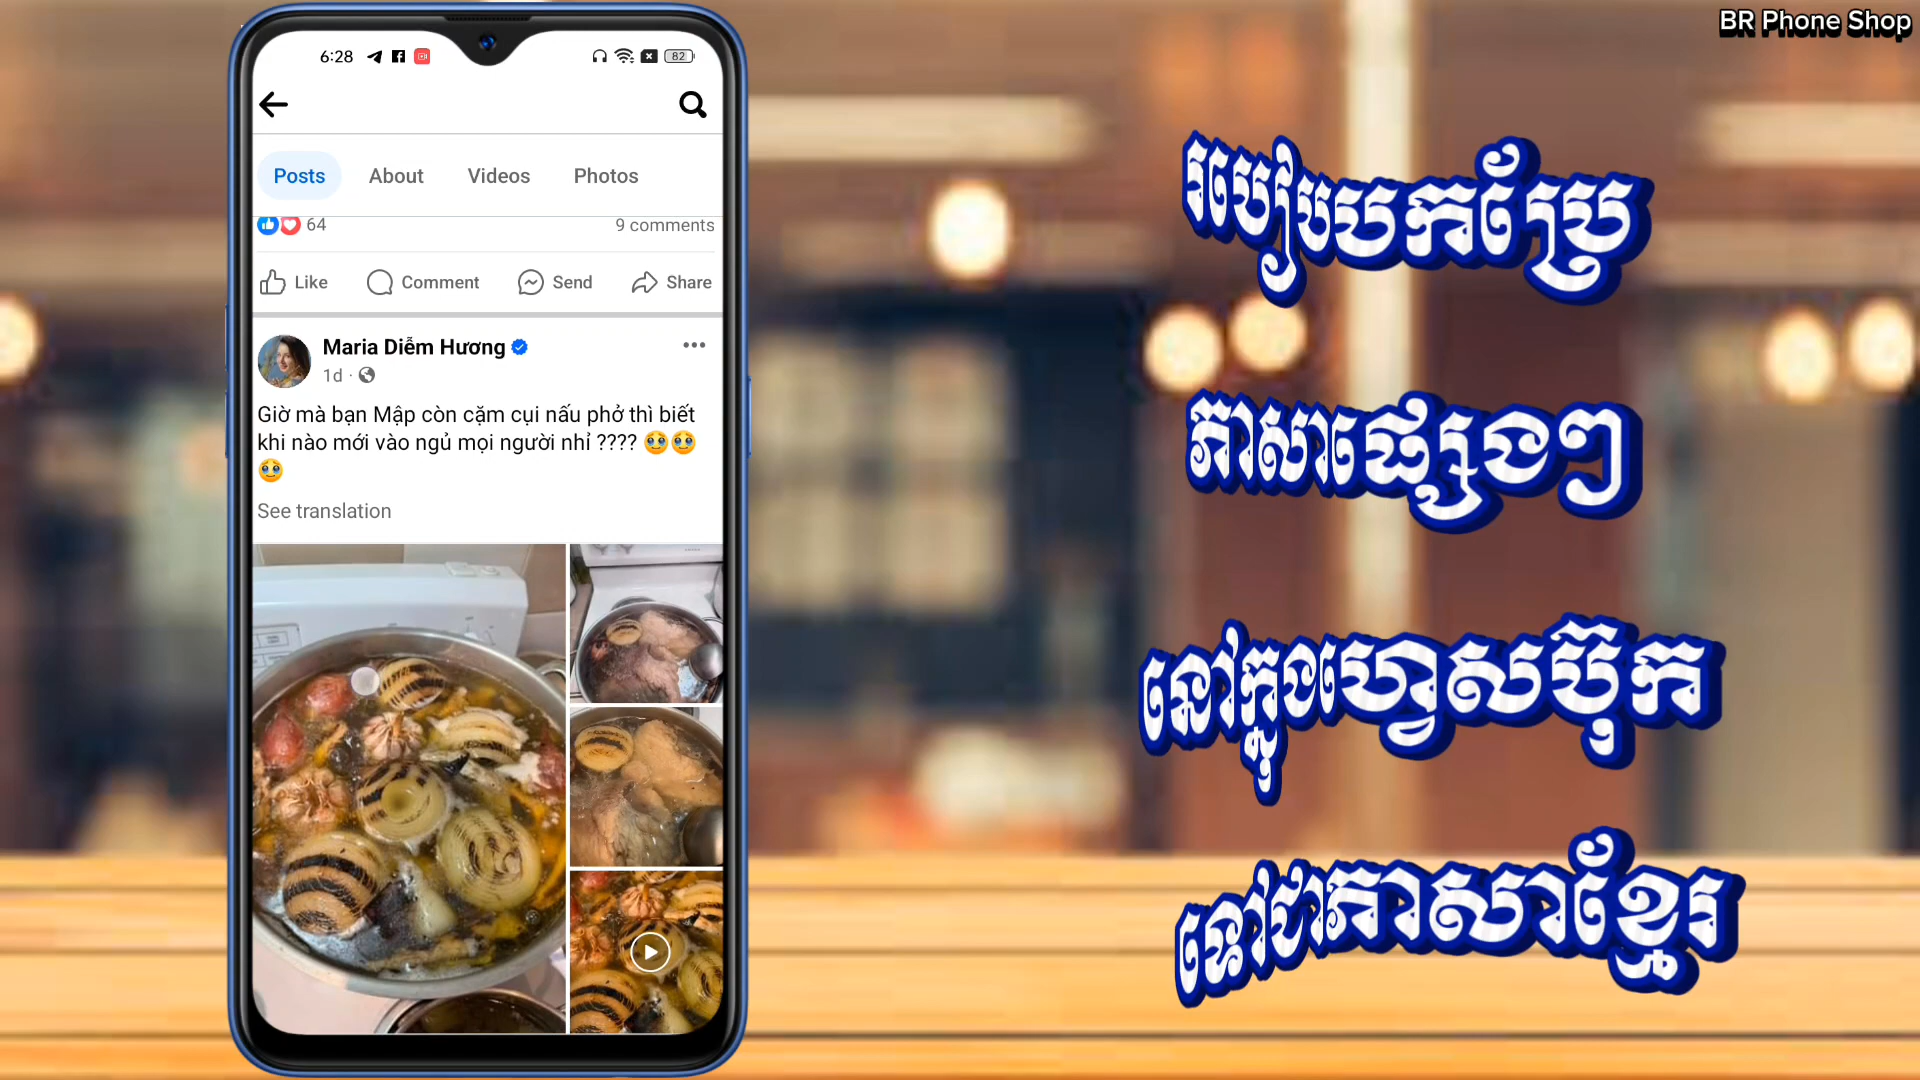 BR Phone Shop
6:28
82
Posts About Videos Photos
64 9 comments
Like Comment Send Share
Maria Diễm Hương
1d ·
Giờ mà bạn Mập còn cặm cụi nấu phở thì biết
khi nào mới vào ngủ mọi người nhỉ ???? 🥹🥹
🥹
See translation
របៀបបកប្រែ
ភាសាផ្សេងៗ
នៅក្នុងហ្វេសប៊ុក
ទៅជាភាសាខ្មែរ